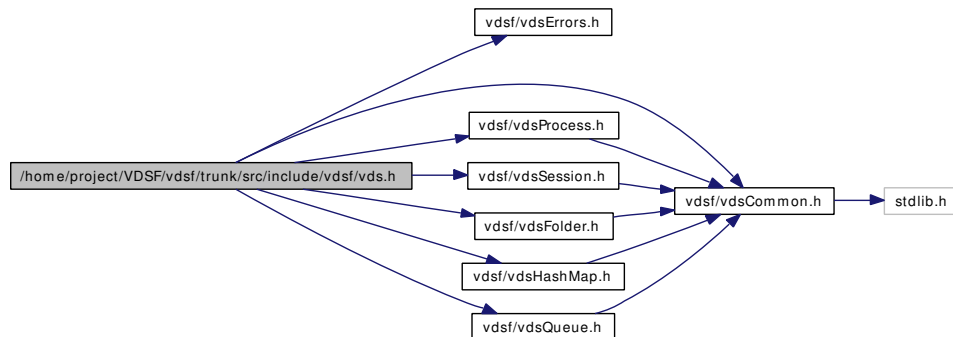 vdsf/vdsErrors.h
vdsf/vdsProcess.h
/home/project/VDSF/vdsf/trunk/src/include/vdsf/vds.h
vdsf/vdsSession.h
vdsf/vdsCommon.h
stdlib.h
vdsf/vdsFolder.h
vdsf/vdsHashMap.h
vdsf/vdsQueue.h